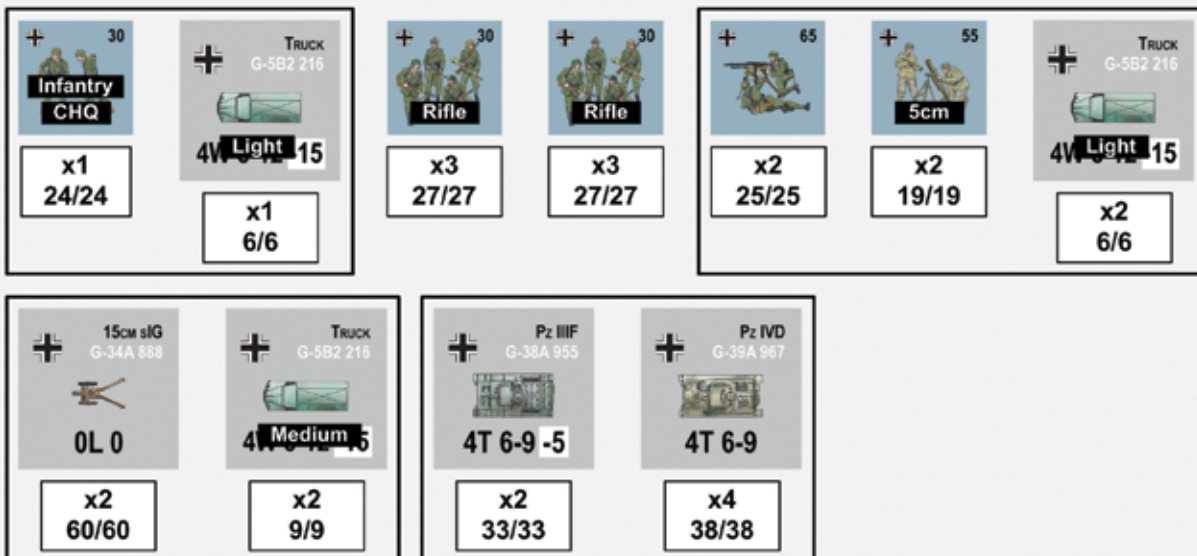 30
Infantry
CHQ
x1
24/24
TRUCK
G-5B2 216
Light
-15
x1
6/6
30
Rifle
x3
27/27
30
Rifle
x3
27/27
65
x2
25/25
55
5cm
x2
19/19
TRUCK
G-5B2 216
Light
-15
x2
6/6
15CM SIG
G-34A 888
0L 0
x2
60/60
TRUCK
G-5B2 216
Medium
x2
9/9
PZ IIIF
G-38A 955
4T 6-9 -5
x2
33/33
PZ IVD
G-39A 967
4T 6-9
x4
38/38